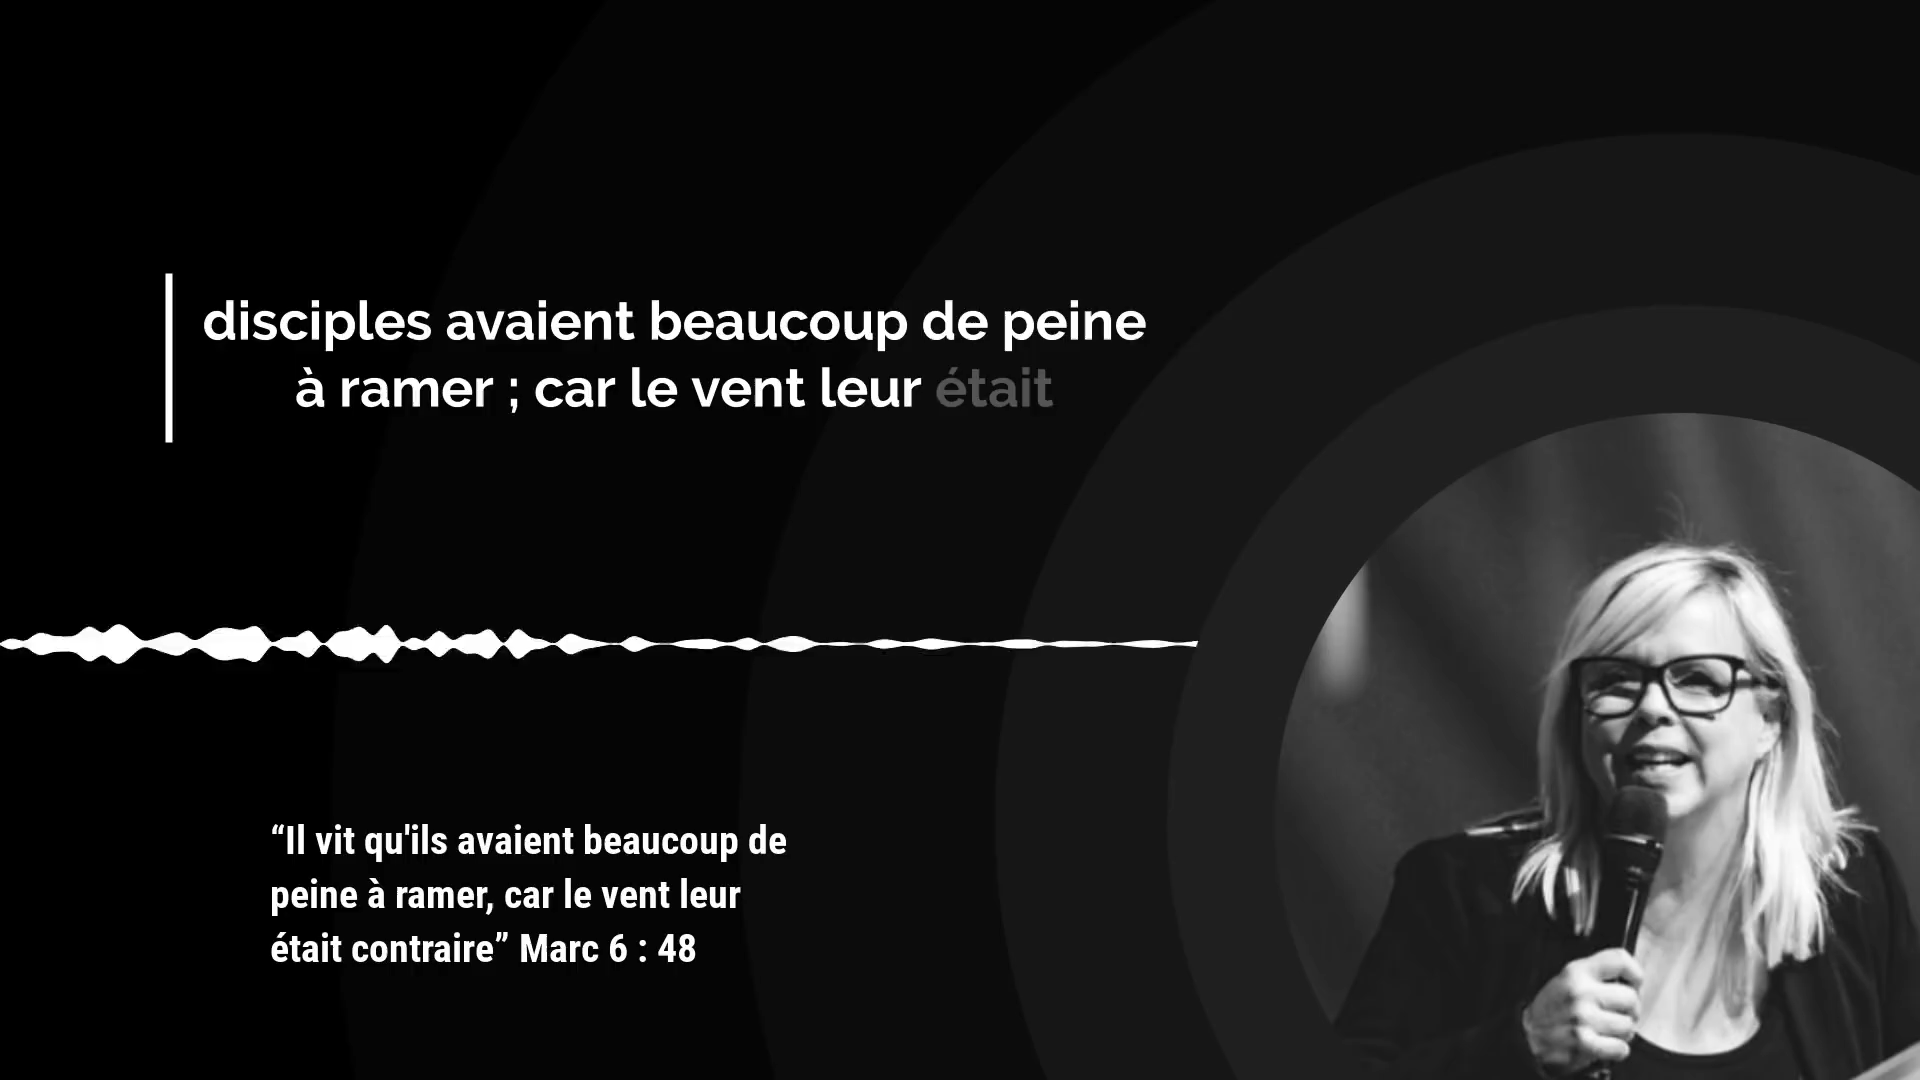 disciples avaient beaucoup de peine
à ramer ; car le vent leur était
“Il vit qu'ils avaient beaucoup de
peine à ramer, car le vent leur
était contraire” Marc 6 : 48